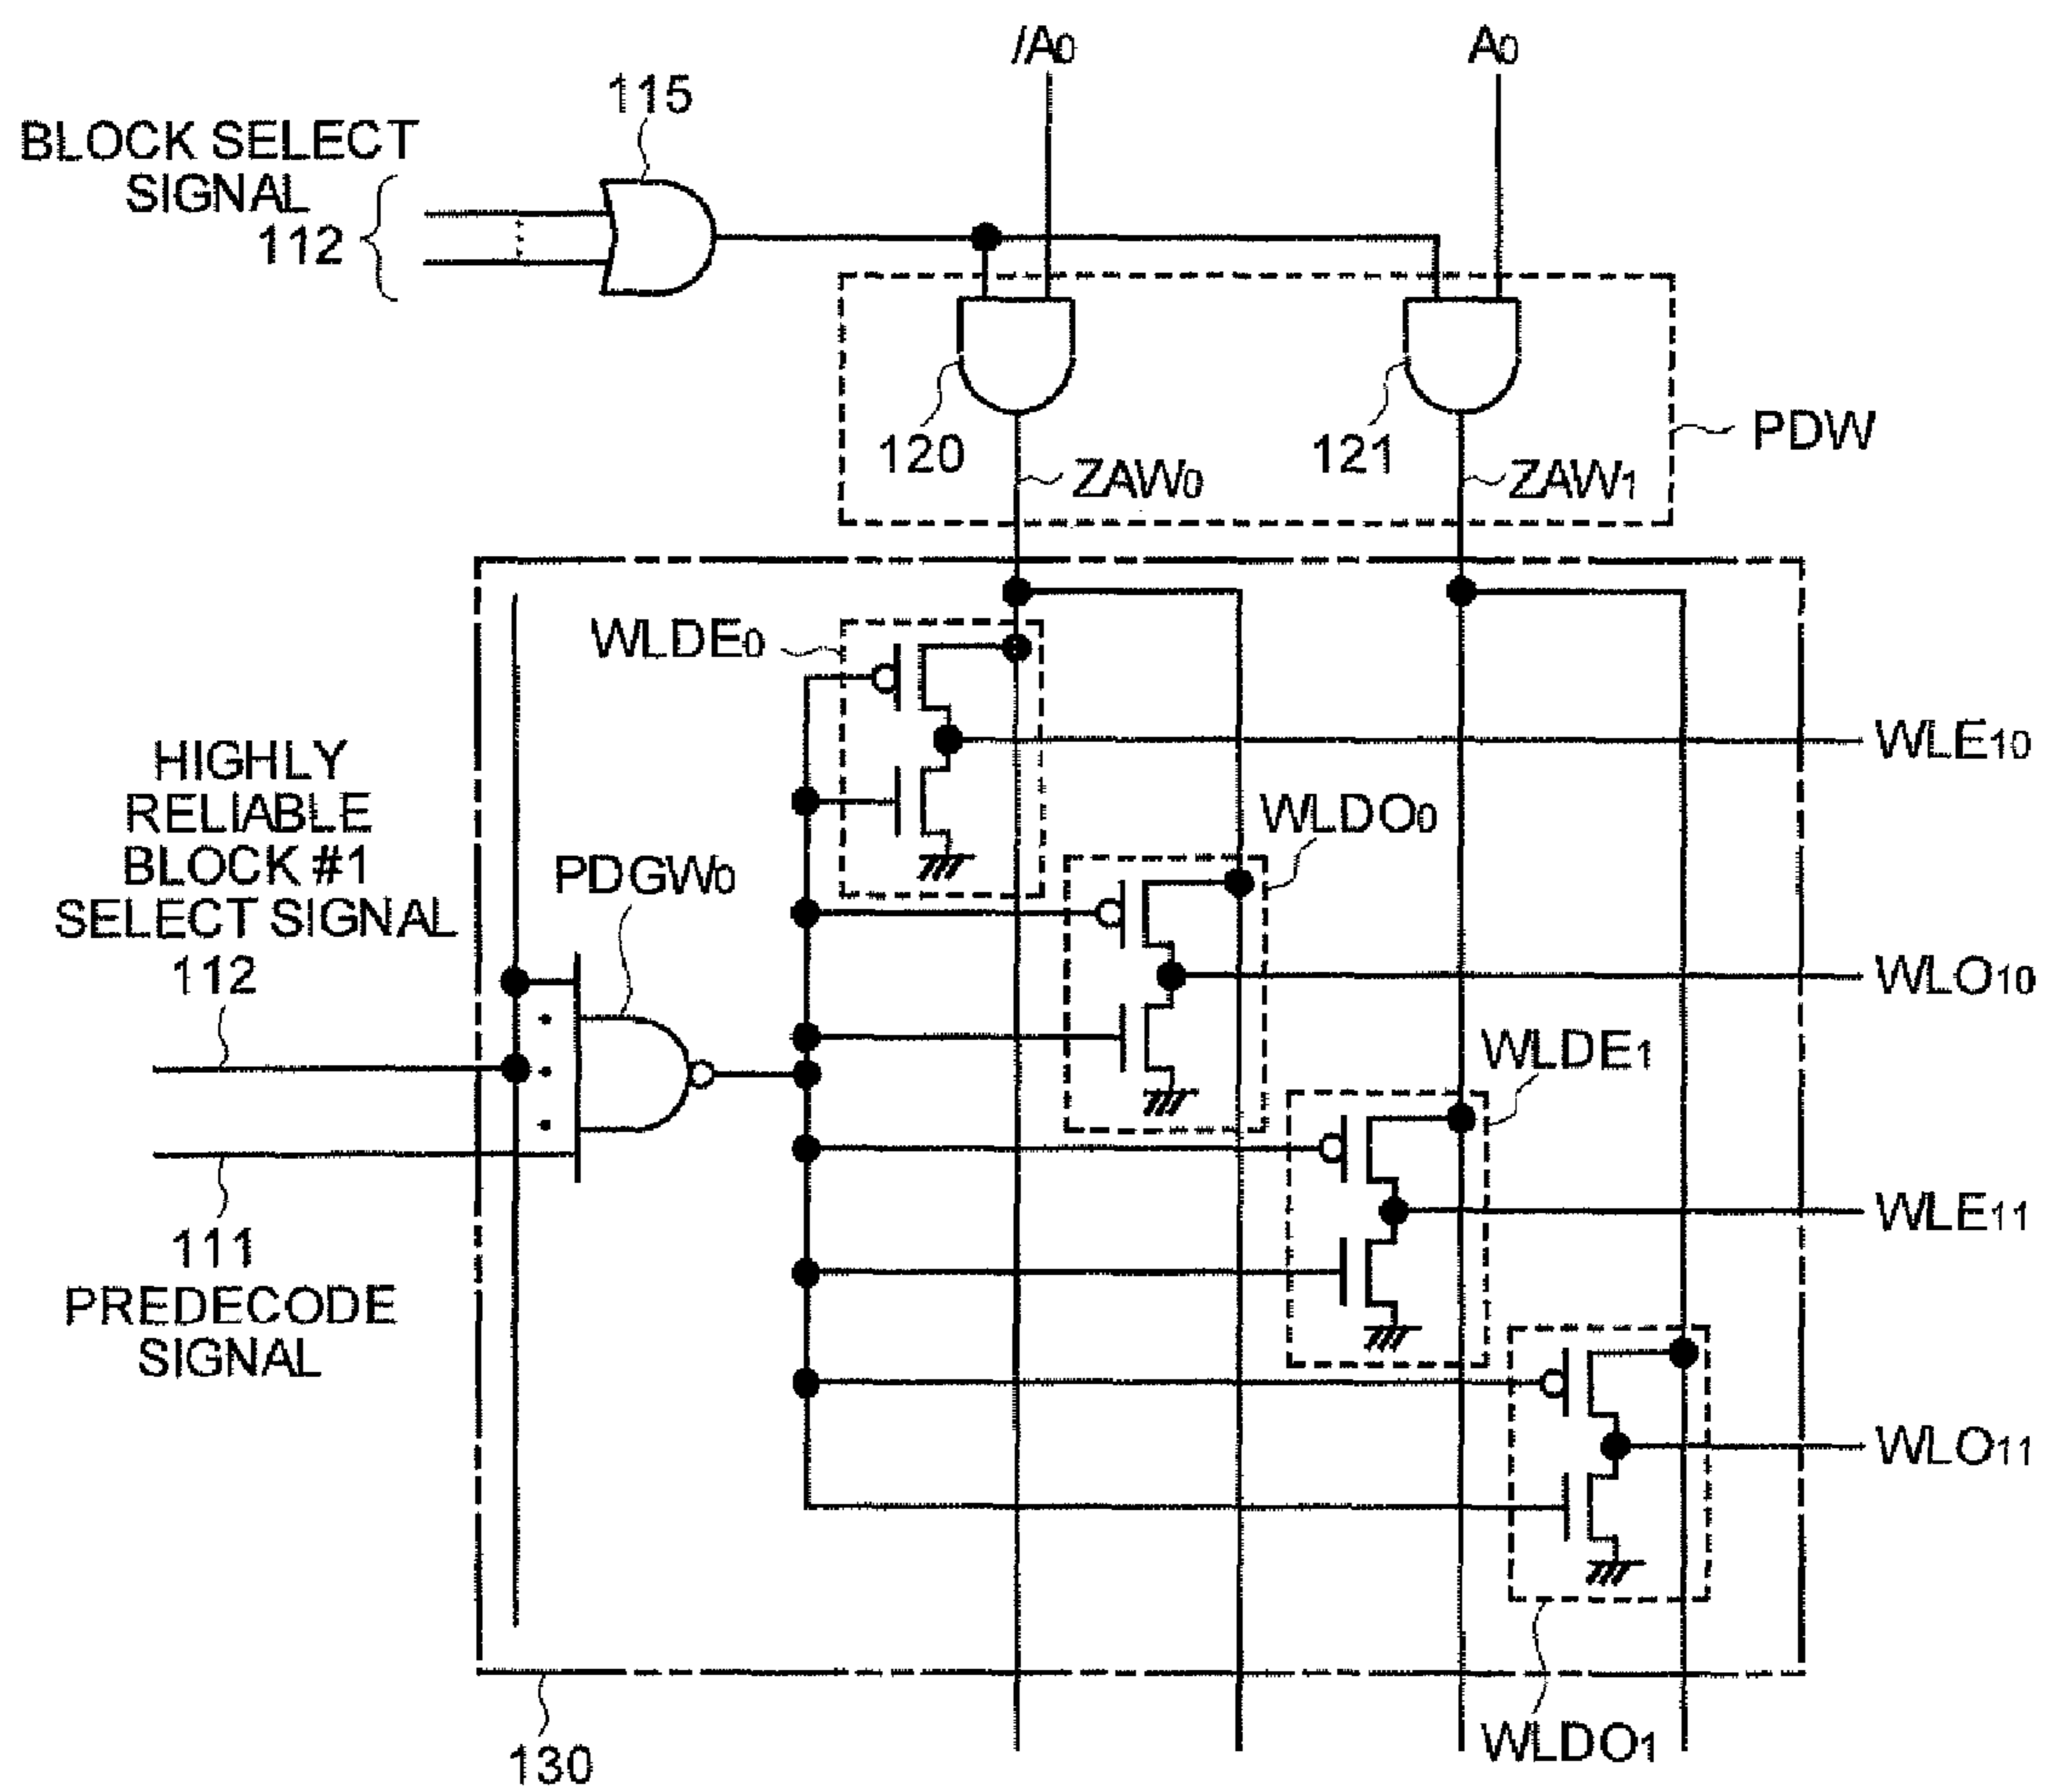 /A0
A0
115
BLOCK SELECT
SIGNAL
112
120
121
PDW
ZAW0
ZAW1
WLDE0
WLE10
HIGHLY
RELIABLE
BLOCK #1
SELECT SIGNAL
112
PDGW0
WLDO0
WLO10
WLDE1
WLE11
111
PREDECODE
SIGNAL
WLO11
WLDO1
130